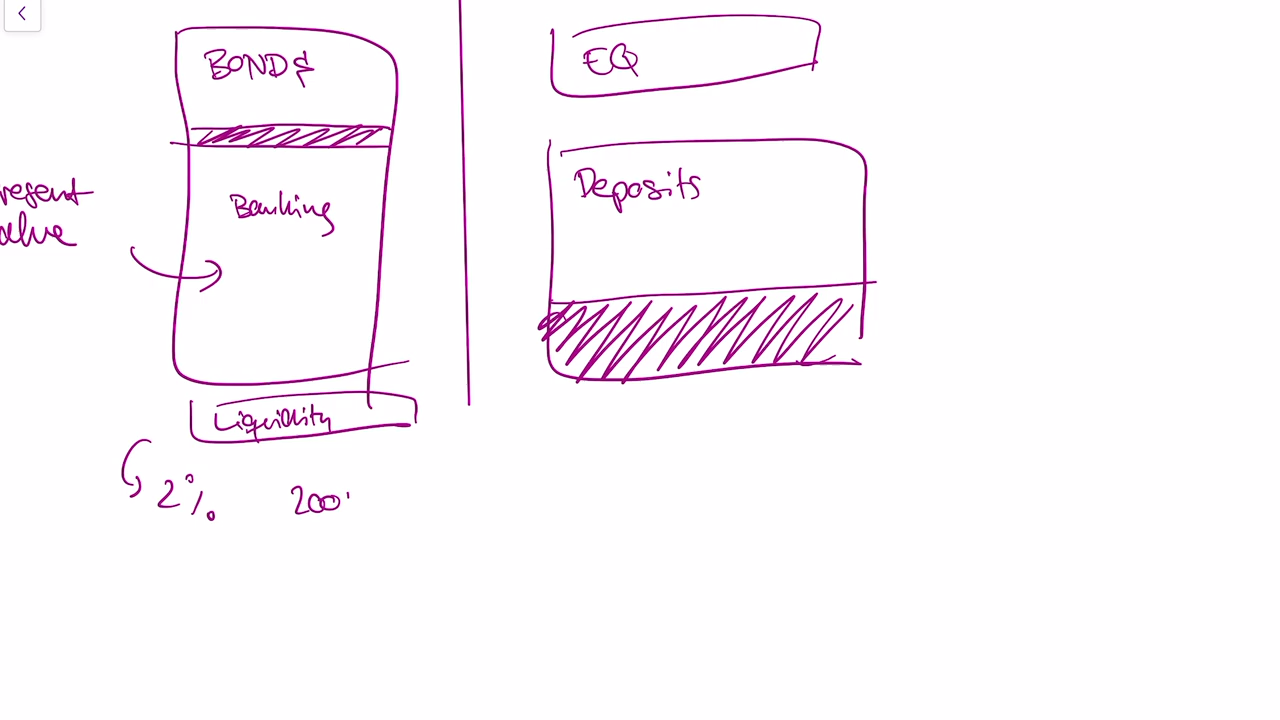 BONDS
EQ
Deposits
resent
alue
Banking
Liquidity
2% 200